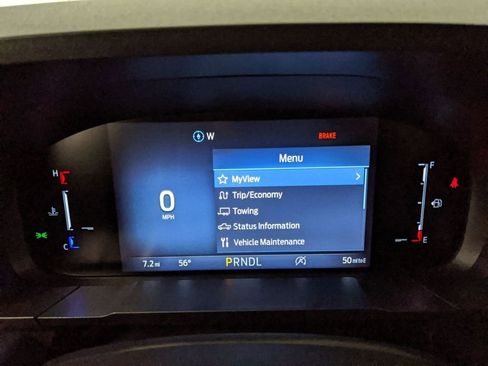 W
BRAKE
Menu
H
F
MyView
0
Trip/Economy
MPH
Towing
Status Information
C
E
Vehicle Maintenance
7.2 mi 56° PRNDL 50 mi to E